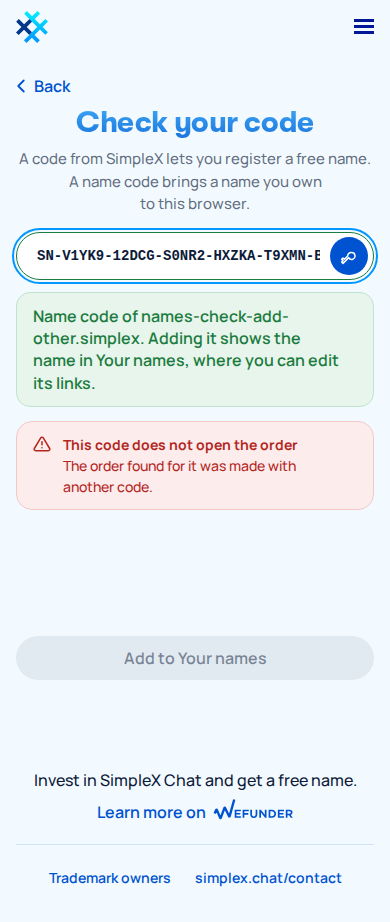 Back
Check your code
A code from SimpleX lets you register a free name.
A name code brings a name you own
to this browser.
SN-V1YK9-12DCG-S0NR2-HXZKA-T9XMN-E
Name code of names-check-add-
other.simplex. Adding it shows the
name in Your names, where you can edit
its links.
This code does not open the order
The order found for it was made with
another code.
Add to Your names
Invest in SimpleX Chat and get a free name.
Learn more on WEFUNDER
Trademark owners simplex.chat/contact